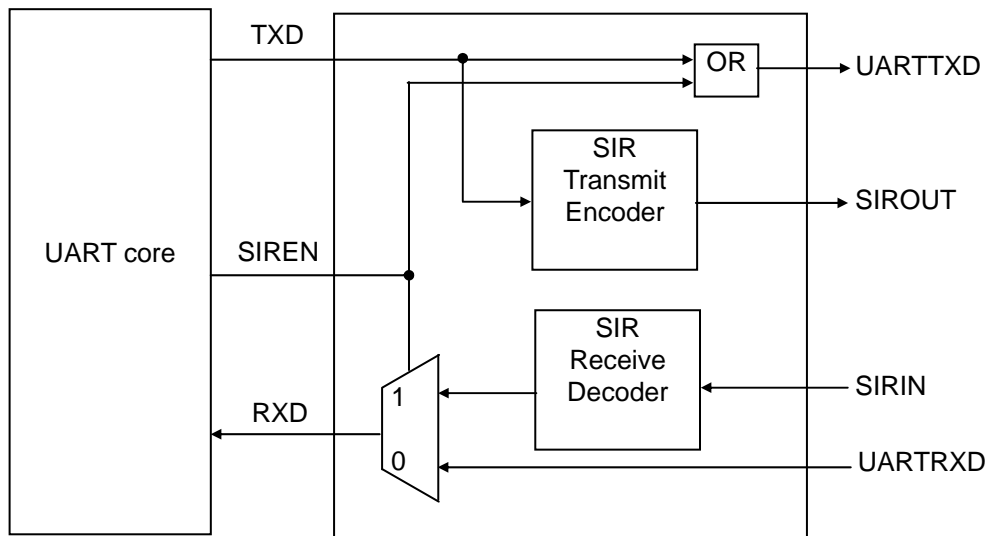 TXD
OR
UARTTXD
SIR
Transmit
Encoder
SIROUT
UART core
SIREN
SIR
Receive
Decoder
SIRIN
1
RXD
0
UARTRXD